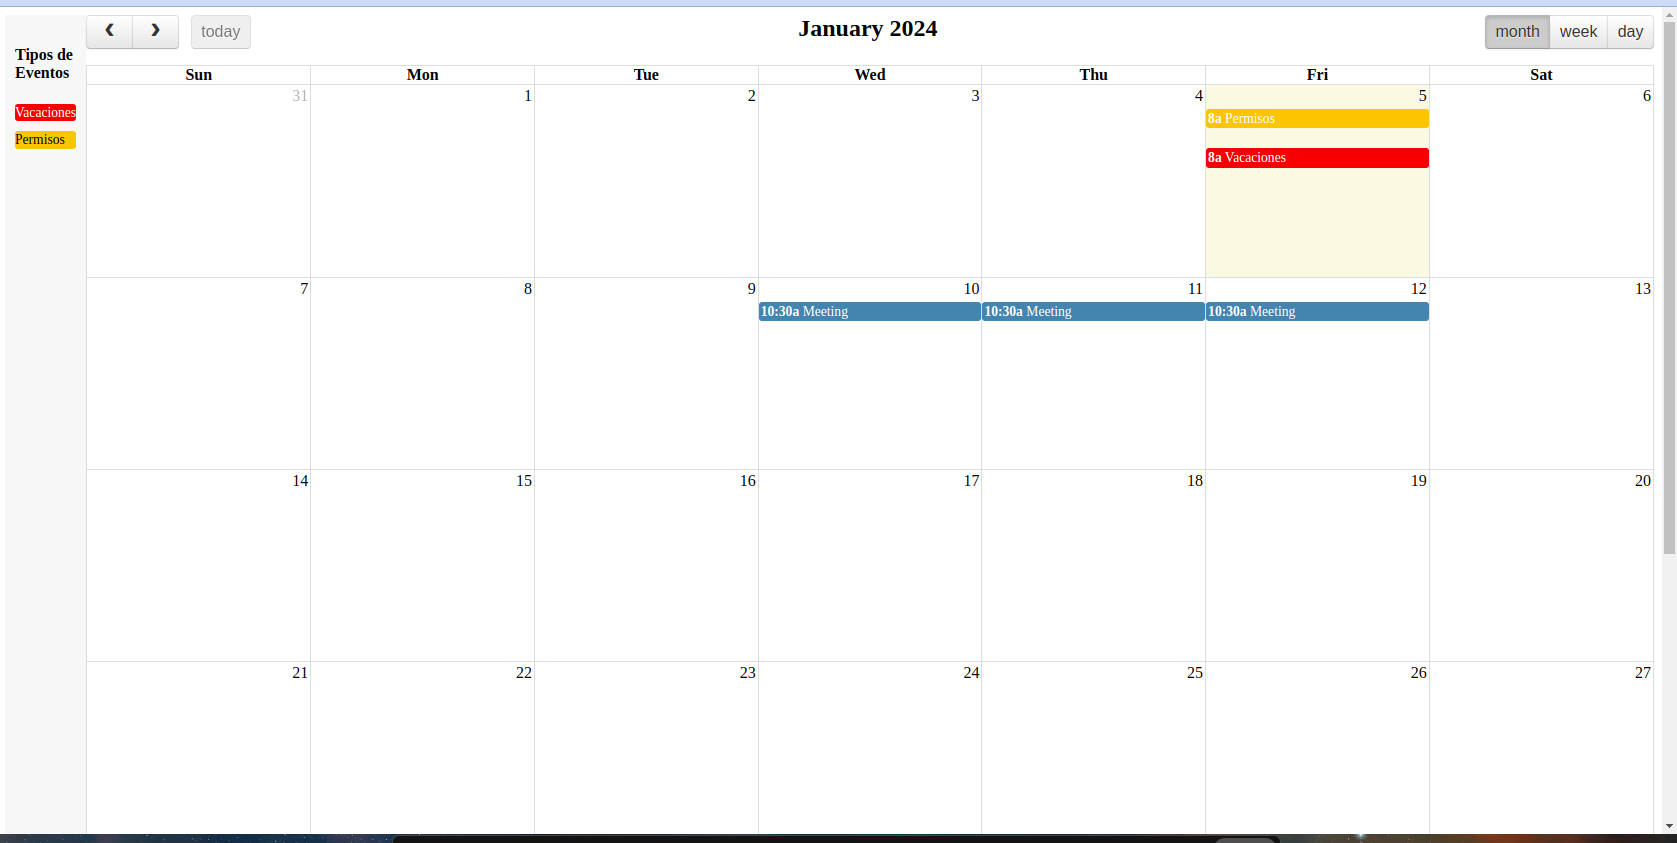 Tipos de
Eventos
Vacaciones
Permisos
today
January 2024
month week day
Sun Mon Tue Wed Thu Fri Sat
31 1 2 3 4 5 6
8a Permisos
8a Vacaciones
7 8 9 10 11 12 13
10:30a Meeting 10:30a Meeting 10:30a Meeting
14 15 16 17 18 19 20
21 22 23 24 25 26 27